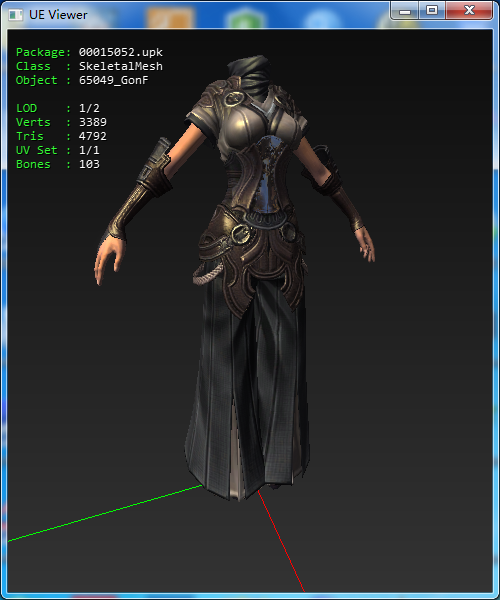 UE Viewer
Package: 00015052.upk
Class : SkeletalMesh
Object : 65049_GonF
LOD : 1/2
Verts : 3389
Tris : 4792
UV Set : 1/1
Bones : 103